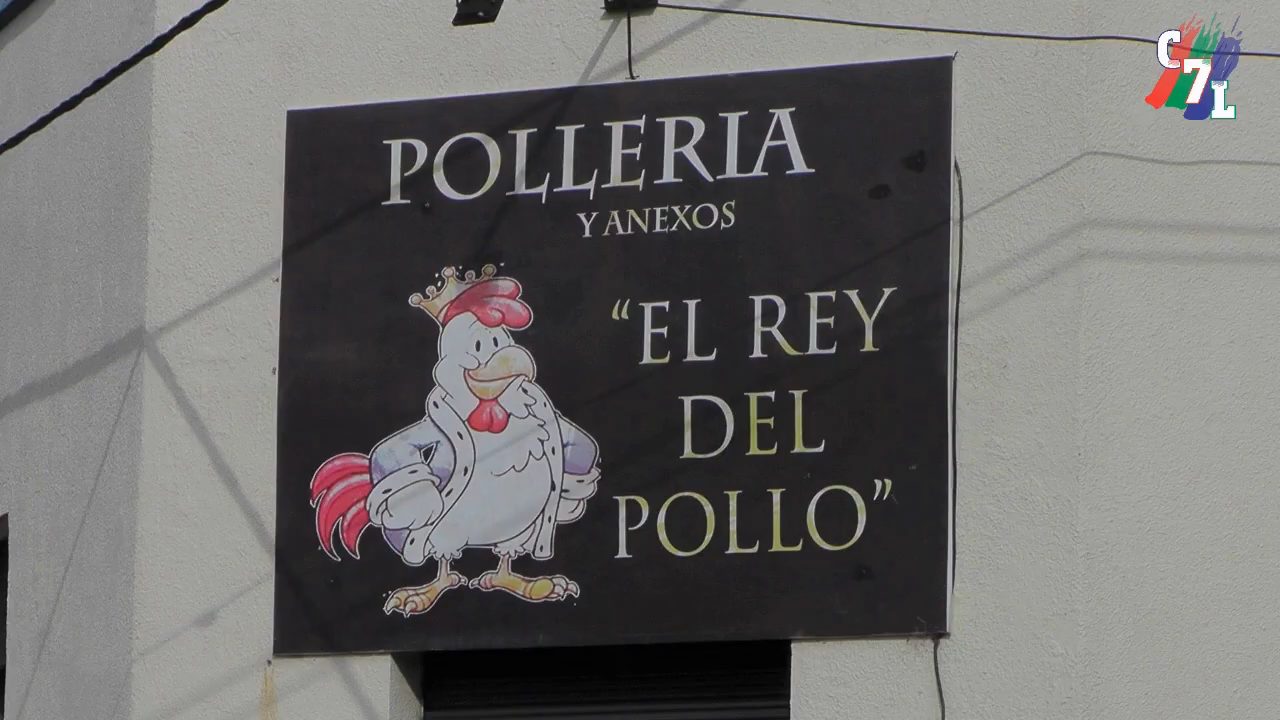 C7L
POLLERIA
Y ANEXOS
“EL REY
DEL
POLLO”